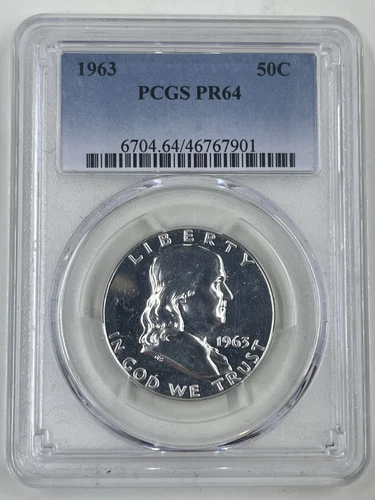 1963 50C
PCGS PR64
6704.64/46767901
LIBERTY
1963
IN GOD WE TRUST